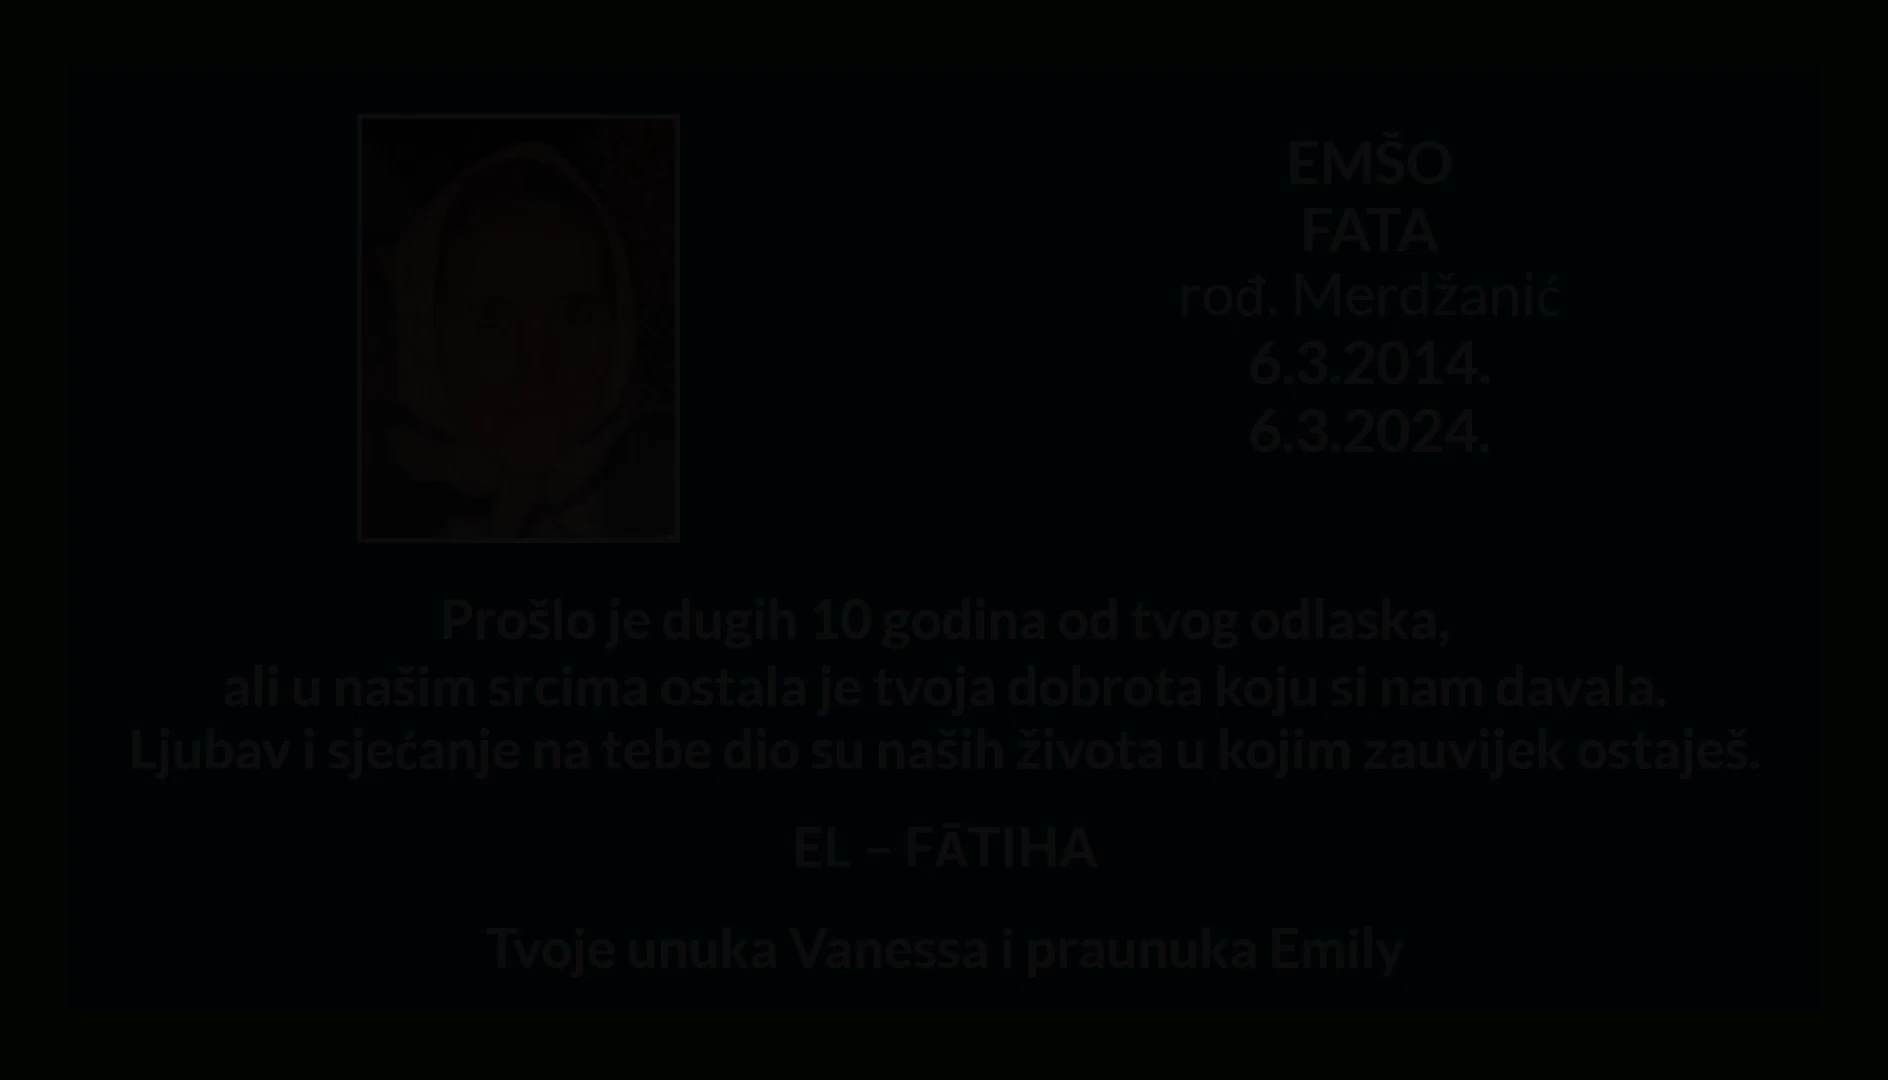 EMŠO
FATA
rođ. Merdžanić
6.3.2014.
6.3.2024.
Prošlo je dugih 10 godina od tvog odlaska,
ali u našim srcima ostala je tvoja dobrota koju si nam davala.
Ljubav i sjećanje na tebe dio su naših života u kojim zauvijek ostaješ.
EL – FĀTIHA
Tvoje unuka Vanessa i praunuka Emily